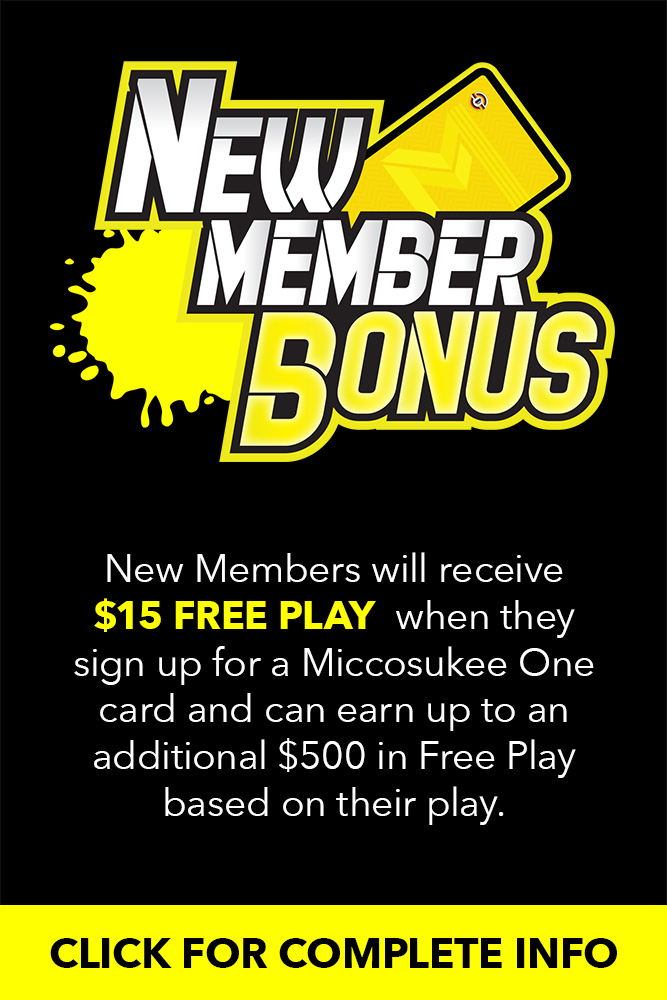 NEW
MEMBER
BONUS
New Members will receive
$15 FREE PLAY when they
sign up for a Miccosukee One
card and can earn up to an
additional $500 in Free Play
based on their play.
CLICK FOR COMPLETE INFO